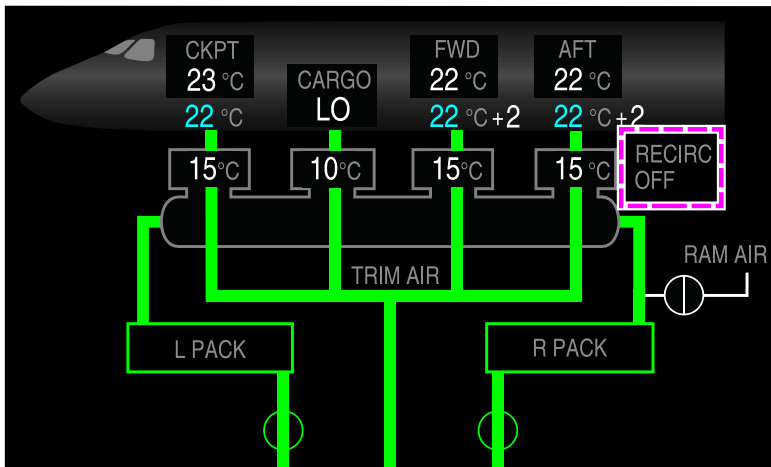 CKPT
23 °C
22 °C
CARGO
LO
FWD
22 °C
22 °C +2
AFT
22 °C
22 °C +2
15°C
10°C
15°C
15 °C
RECIRC
OFF
TRIM AIR
RAM AIR
L PACK
R PACK